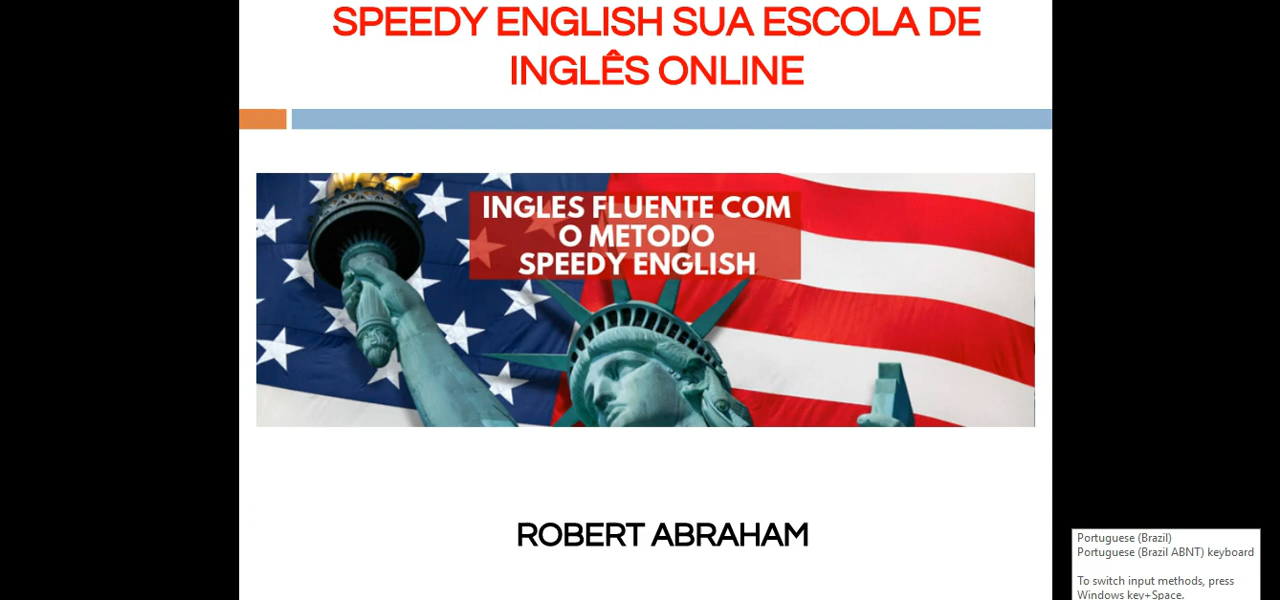 SPEEDY ENGLISH SUA ESCOLA DE
INGLÊS ONLINE
INGLES FLUENTE COM
O METODO
SPEEDY ENGLISH
ROBERT ABRAHAM
Portuguese (Brazil)
Portuguese (Brazil ABNT) keyboard
To switch input methods, press
Windows key+Space.